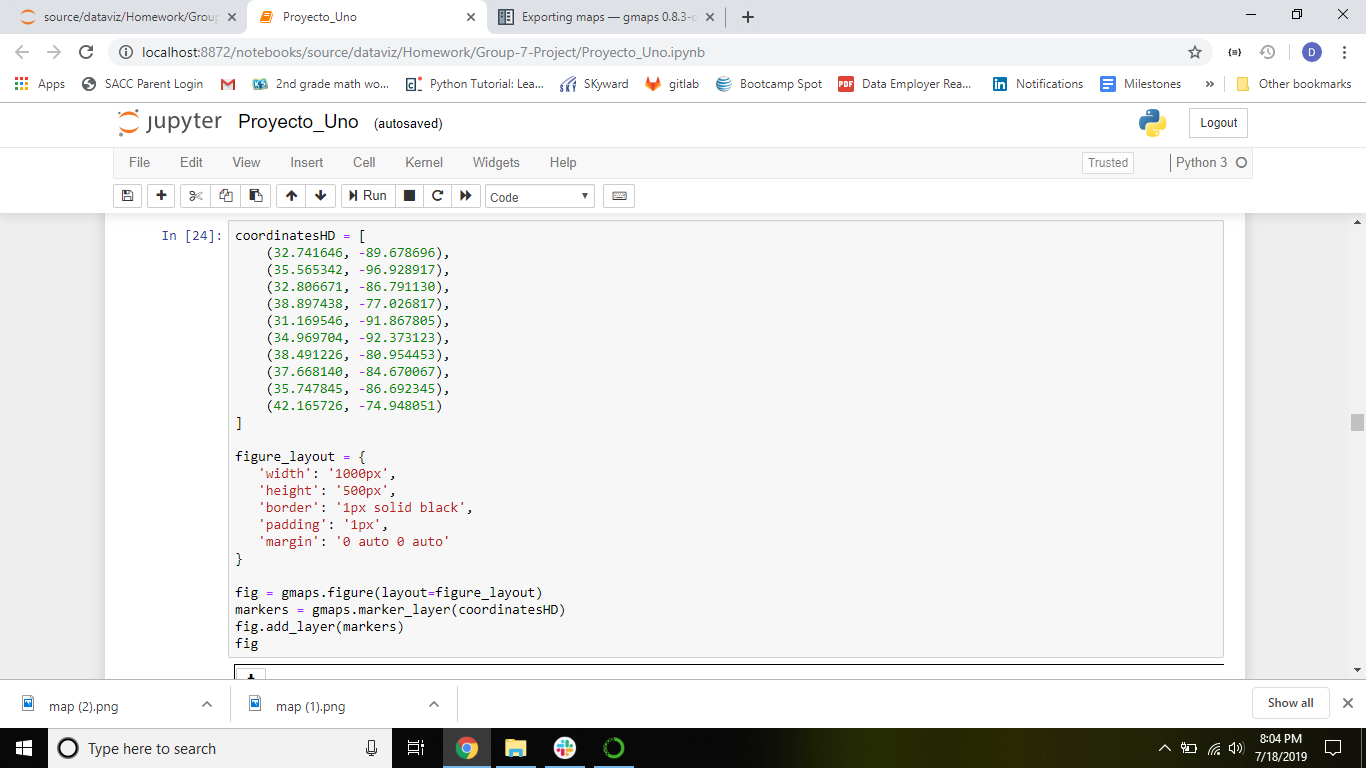 source/dataviz/Homework/Grou
Proyecto_Uno
Exporting maps — gmaps 0.8.3-
localhost:8872/notebooks/source/dataviz/Homework/Group-7-Project/Proyecto_Uno.ipynb
D
Apps
SACC Parent Login
2nd grade math wo...
Python Tutorial: Lea...
SKyward
gitlab
Bootcamp Spot
PDF
Data Employer Rea...
in
Notifications
Milestones
»
Other bookmarks
jupyter Proyecto_Uno (autosaved)
Logout
File Edit View Insert Cell Kernel Widgets Help
Trusted
Python 3
Run
Code
In [24]:
coordinatesHD = [
(32.741646, -89.678696),
(35.565342, -96.928917),
(32.806671, -86.791130),
(38.897438, -77.026817),
(31.169546, -91.867805),
(34.969704, -92.373123),
(38.491226, -80.954453),
(37.668140, -84.670067),
(35.747845, -86.692345),
(42.165726, -74.948051)
]
figure_layout = {
'width': '1000px',
'height': '500px',
'border': '1px solid black',
'padding': '1px',
'margin': '0 auto 0 auto'
}
fig = gmaps.figure(layout=figure_layout)
markers = gmaps.marker_layer(coordinatesHD)
fig.add_layer(markers)
fig
map (2).png
map (1).png
Show all
Type here to search
8:04 PM
7/18/2019